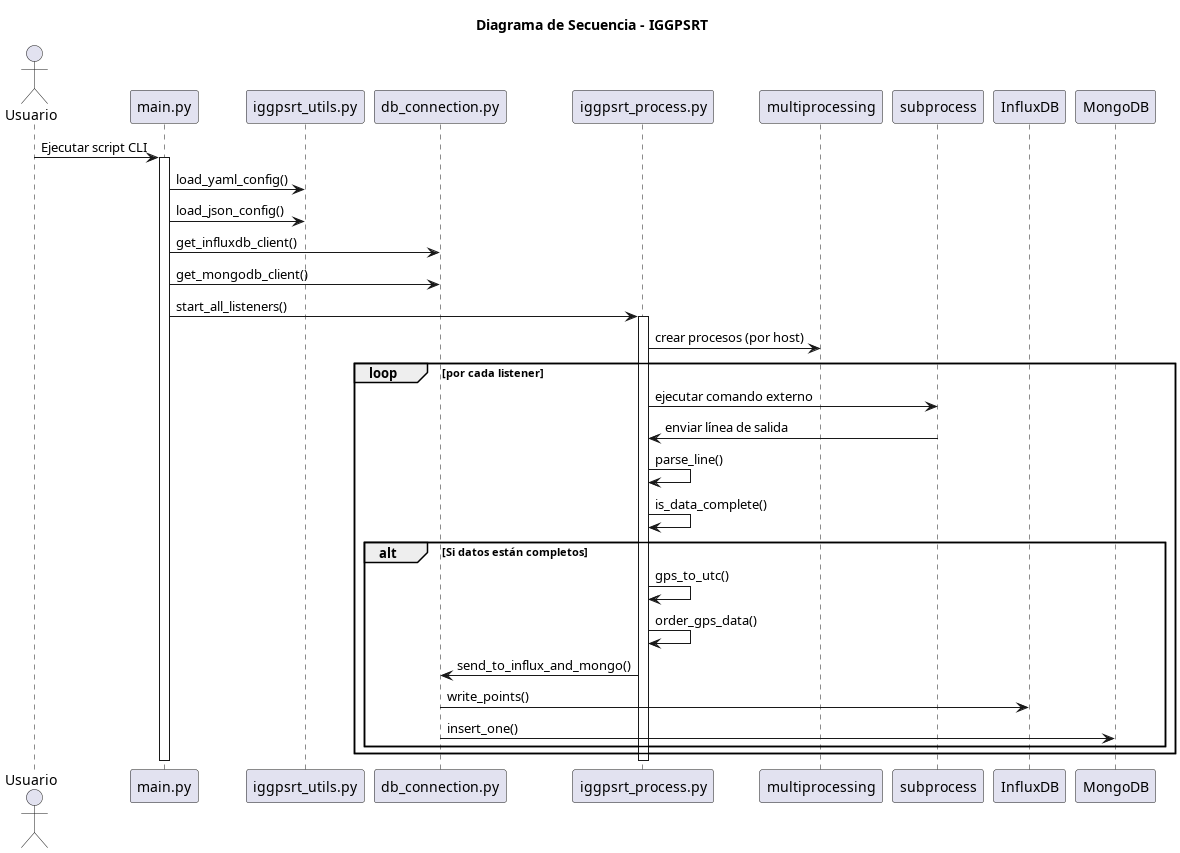 Diagrama de Secuencia - IGGPSRT
Usuario
main.py
iggpsrt_utils.py
db_connection.py
iggpsrt_process.py
multiprocessing
subprocess
InfluxDB
MongoDB
Ejecutar script CLI
load_yaml_config()
load_json_config()
get_influxdb_client()
get_mongodb_client()
start_all_listeners()
crear procesos (por host)
loop [por cada listener]
ejecutar comando externo
enviar línea de salida
parse_line()
is_data_complete()
alt [Si datos están completos]
gps_to_utc()
order_gps_data()
send_to_influx_and_mongo()
write_points()
insert_one()
Usuario
main.py
iggpsrt_utils.py
db_connection.py
iggpsrt_process.py
multiprocessing
subprocess
InfluxDB
MongoDB